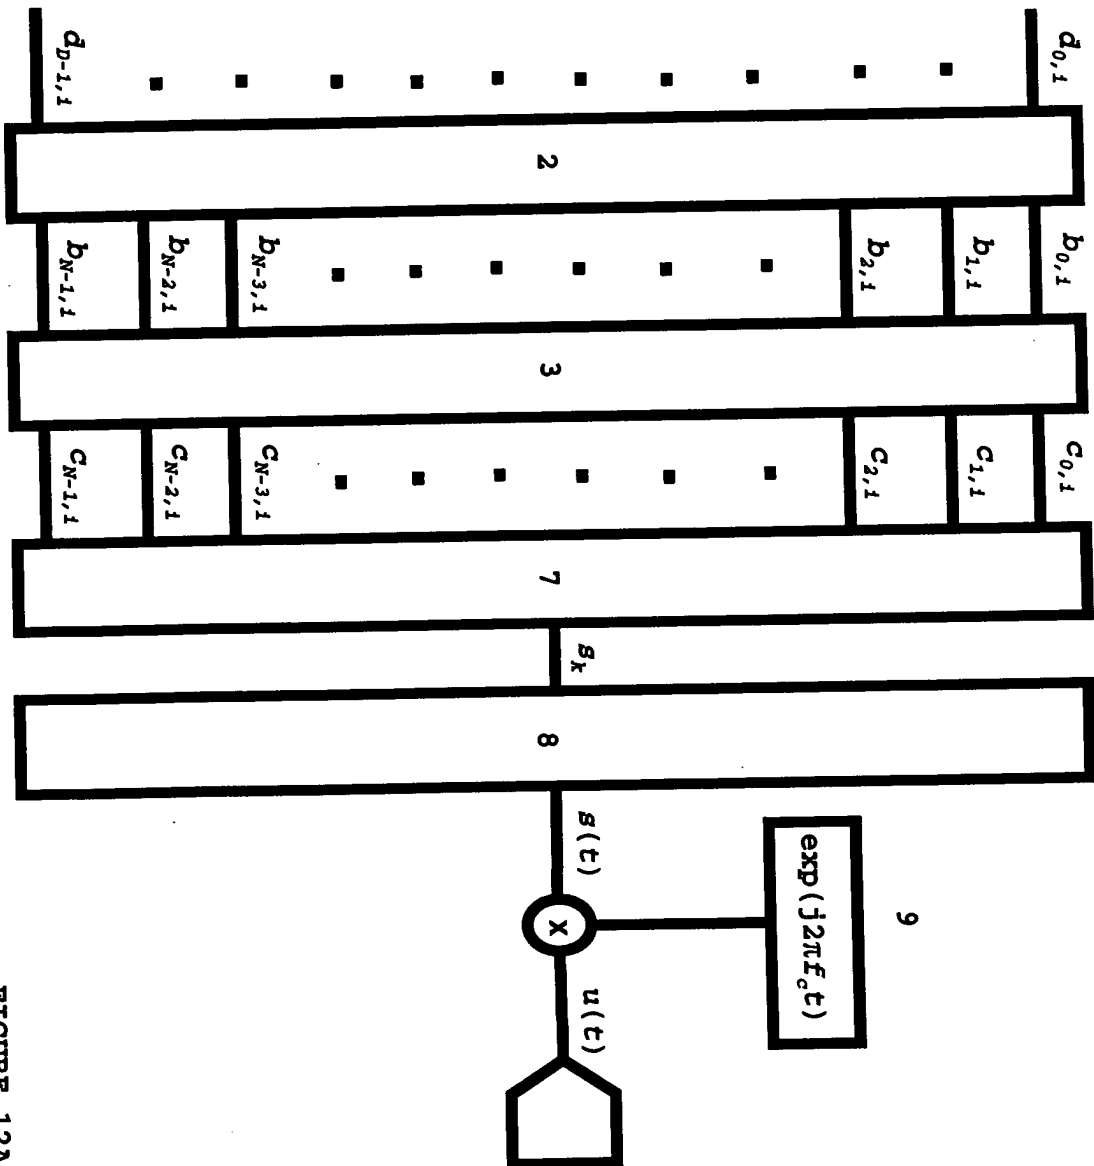 d0,1 b0,1 c0,1
b1,1 c1,1
9
b2,1 c2,1
exp(j2πfct)
sk s(t) u(t)
2 3 7 8 X
bN-3,1 cN-3,1
bN-2,1 cN-2,1
dD-1,1 bN-1,1 cN-1,1
FIGURE 12A